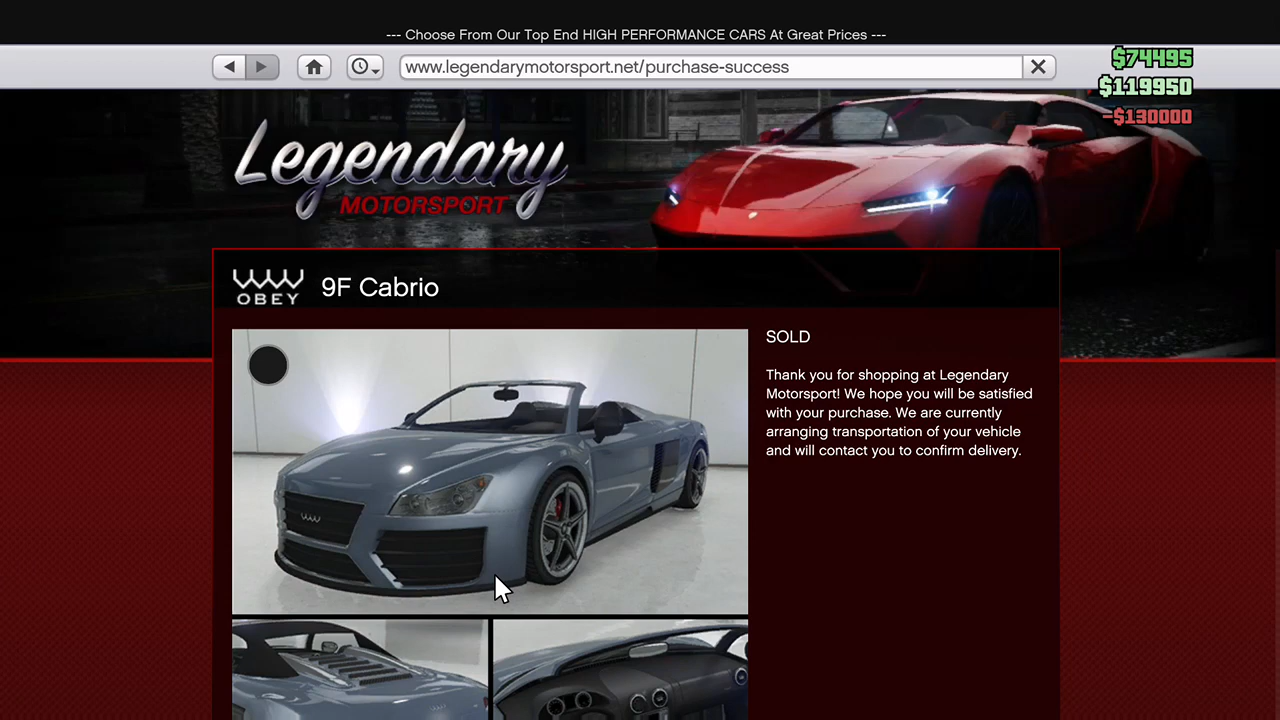 --- Choose From Our Top End HIGH PERFORMANCE CARS At Great Prices ---
www.legendarymotorsport.net/purchase-success
$74495
$119950
-$130000
Legendary
MOTORSPORT
OBEY
9F Cabrio
SOLD
Thank you for shopping at Legendary
Motorsport! We hope you will be satisfied
with your purchase. We are currently
arranging transportation of your vehicle
and will contact you to confirm delivery.